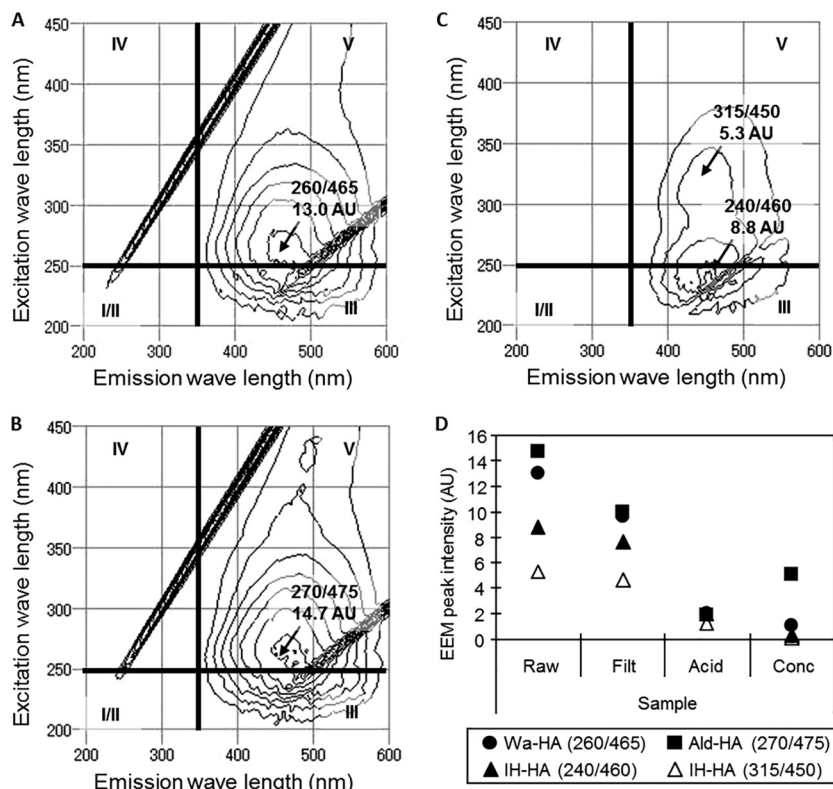 A
IV
V
260/465
13.0 AU
I/II
III
Excitation wave length (nm)
450
400
350
300
250
200
200 300 400 500 600
Emission wave length (nm)
C
IV
V
315/450
5.3 AU
240/460
8.8 AU
I/II
III
Excitation wave length (nm)
450
400
350
300
250
200
200 300 400 500 600
Emission wave length (nm)
B
IV
V
270/475
14.7 AU
I/II
III
Excitation wave length (nm)
450
400
350
300
250
200
200 300 400 500 600
Emission wave length (nm)
D
EEM peak intensity (AU)
16
14
12
10
8
6
4
2
0
Raw Filt Acid Conc
Sample
Wa-HA (260/465) Ald-HA (270/475)
IH-HA (240/460) IH-HA (315/450)